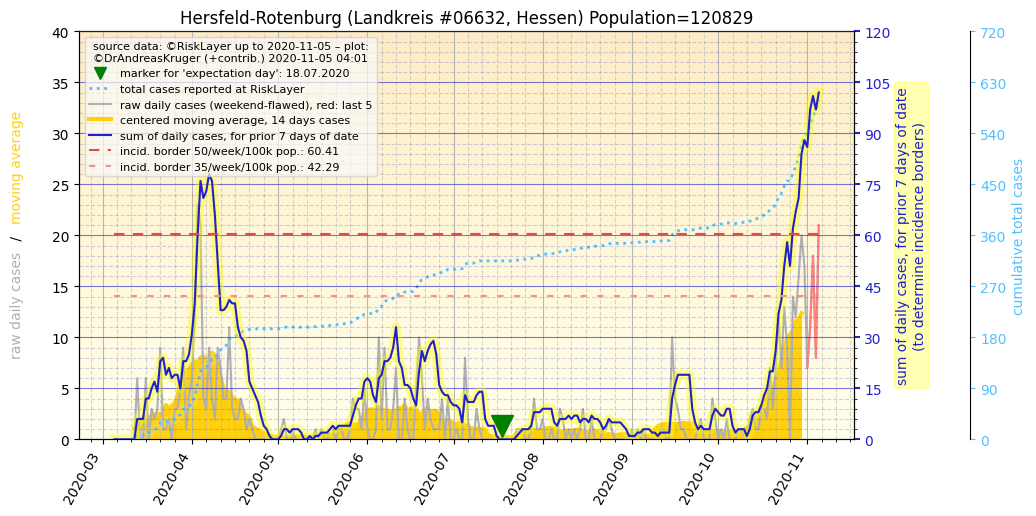 Hersfeld-Rotenburg (Landkreis #06632, Hessen) Population=120829
source data: ©RiskLayer up to 2020-11-05 – plot:
©DrAndreasKruger (+contrib.) 2020-11-05 04:01
marker for 'expectation day': 18.07.2020
total cases reported at RiskLayer
raw daily cases (weekend-flawed), red: last 5
centered moving average, 14 days cases
sum of daily cases, for prior 7 days of date
incid. border 50/week/100k pop.: 60.41
incid. border 35/week/100k pop.: 42.29
raw daily cases / moving average
40
35
30
25
20
15
10
5
0
120
105
90
75
60
45
30
15
0
sum of daily cases, for prior 7 days of date
(to determine incidence borders)
720
630
540
450
360
270
180
90
0
cumulative total cases
2020-03
2020-04
2020-05
2020-06
2020-07
2020-08
2020-09
2020-10
2020-11